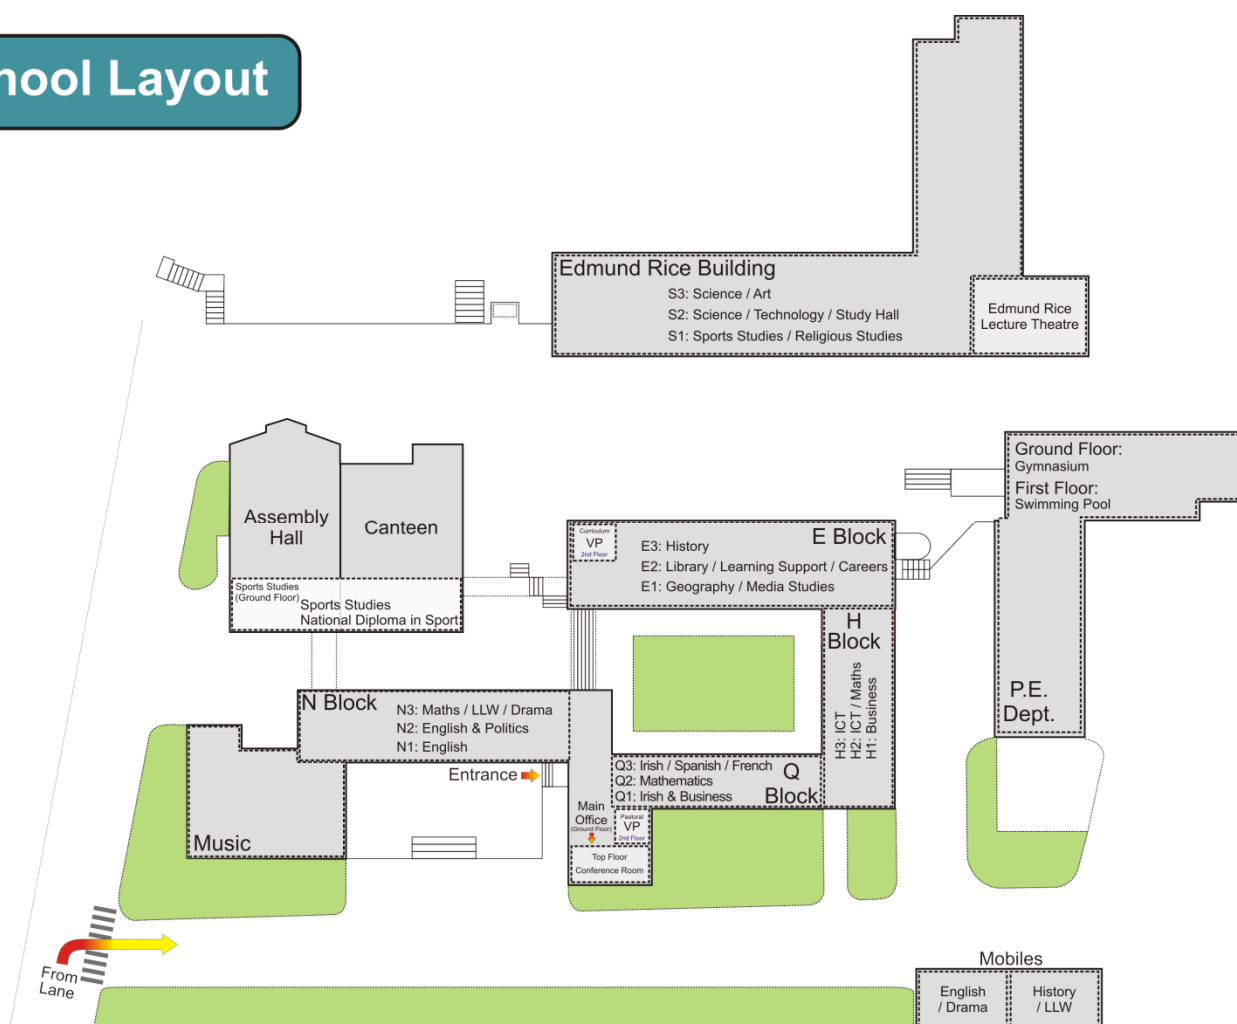 hool Layout
Edmund Rice Building
S3: Science / Art
S2: Science / Technology / Study Hall
S1: Sports Studies / Religious Studies
Edmund Rice
Lecture Theatre
Ground Floor:
Gymnasium
First Floor:
Swimming Pool
P.E.
Dept.
Assembly
Hall
Canteen
Sports Studies
(Ground Floor)
Sports Studies
National Diploma in Sport
Curriculum
VP
2nd Floor
E Block
E3: History
E2: Library / Learning Support / Careers
E1: Geography / Media Studies
H
Block
H3: ICT
H2: ICT / Maths
H1: Business
N Block
N3: Maths / LLW / Drama
N2: English & Politics
N1: English
Entrance
Q3: Irish / Spanish / French
Q2: Mathematics
Q1: Irish & Business
Q
Block
Main
Office
(Ground Floor)
Pastoral
VP
2nd Floor
Top Floor
Conference Room
Music
From
Lane
Mobiles
English
/ Drama
History
/ LLW